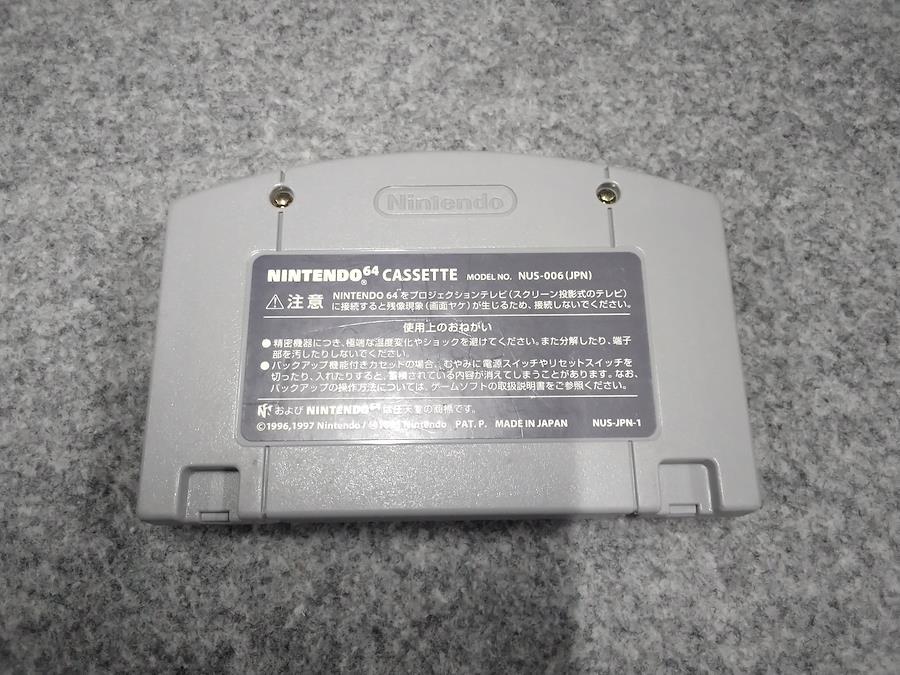 Nintendo
NINTENDO64® CASSETTE MODEL NO. NUS-006(JPN)
⚠注意 NINTENDO 64をプロジェクションテレビ(スクリーン投影式のテレビ)
に接続すると残像現象(画面ヤケ)が生じるため、接続しないでください。
使用上のおねがい
●精密機器につき、極端な温度変化やショックを避けてください。また分解したり、端子
部を汚したりしないでください。
●バックアップ機能付きカセットの場合、むやみに電源スイッチやリセットスイッチを
切ったり、入れたりすると、蓄積されている内容が消えてしまうことがあります。なお、
バックアップの操作方法については、ゲームソフトの取扱説明書をご参照ください。
および NINTENDO64は任天堂の商標です。
©1996,1997 Nintendo / Nintendo PAT. P. MADE IN JAPAN NUS-JPN-1